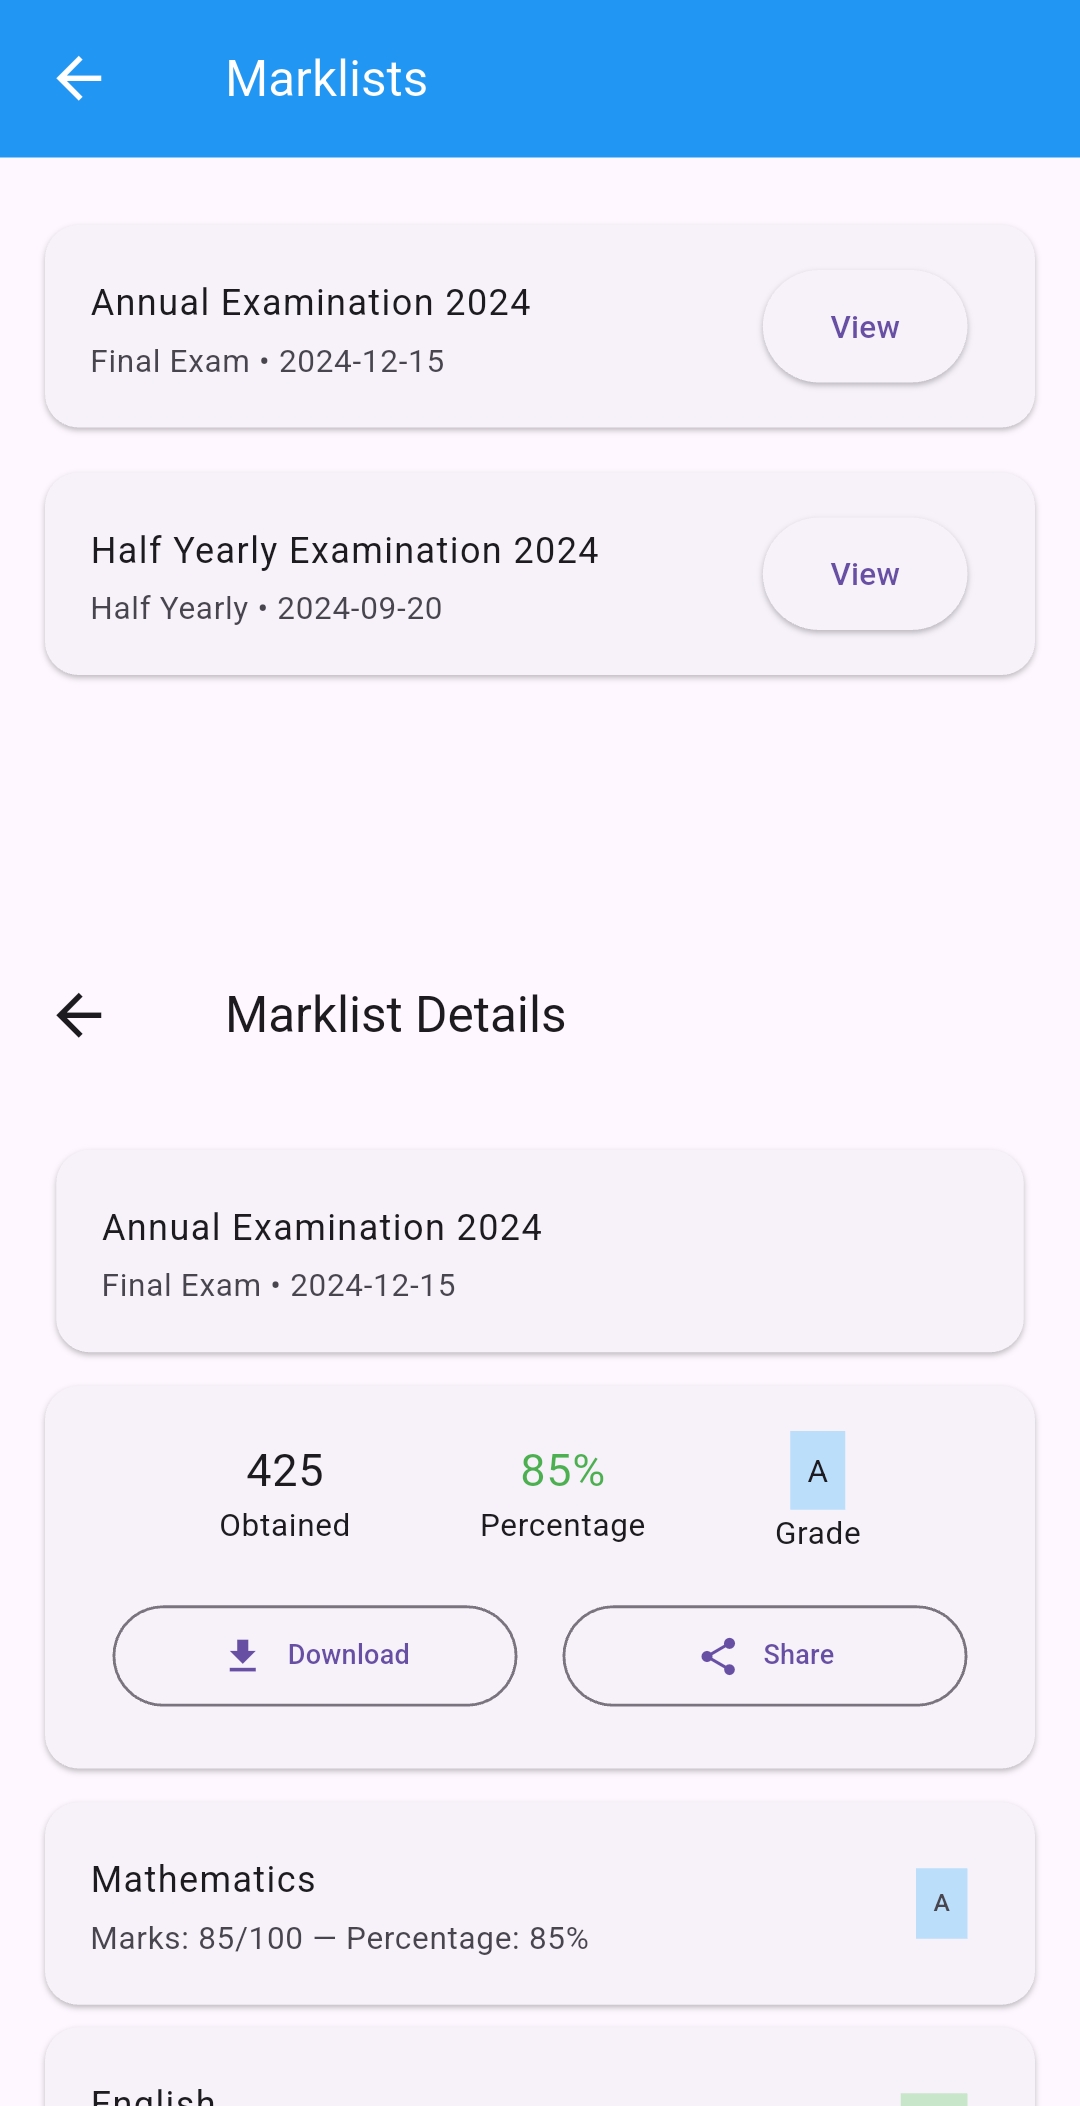 Marklists
Annual Examination 2024
Final Exam • 2024-12-15
View
Half Yearly Examination 2024
Half Yearly • 2024-09-20
View
Marklist Details
Annual Examination 2024
Final Exam • 2024-12-15
425
Obtained
85%
Percentage
A
Grade
Download
Share
Mathematics
Marks: 85/100 — Percentage: 85%
A
English